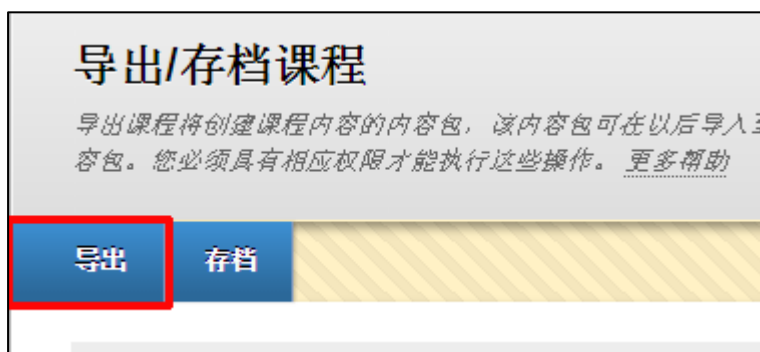 导出/存档课程
导出课程将创建课程内容的内容包，该内容包可在以后导入
容包。您必须具有相应权限才能执行这些操作。 更多帮助
导出 存档